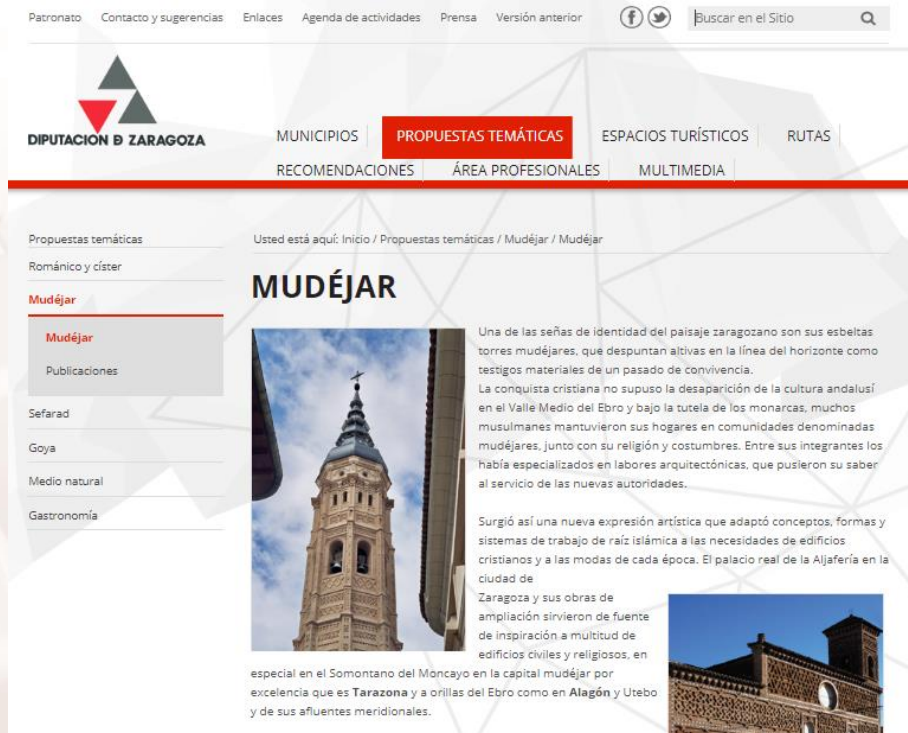 Patronato Contacto y sugerencias Enlaces Agenda de actividades Prensa Versión anterior Buscar en el Sitio
DIPUTACION D ZARAGOZA
MUNICIPIOS PROPUESTAS TEMÁTICAS ESPACIOS TURÍSTICOS RUTAS
RECOMENDACIONES ÁREA PROFESIONALES MULTIMEDIA
Propuestas temáticas
Románico y císter
Mudéjar
Mudéjar
Publicaciones
Sefarad
Goya
Medio natural
Gastronomía
Usted está aquí: Inicio / Propuestas temáticas / Mudéjar / Mudéjar
MUDÉJAR
Una de las señas de identidad del paisaje zaragozano son sus esbeltas
torres mudéjares, que despuntan altivas en la línea del horizonte como
testigos materiales de un pasado de convivencia.
La conquista cristiana no supuso la desaparición de la cultura andalusí
en el Valle Medio del Ebro y bajo la tutela de los monarcas, muchos
musulmanes mantuvieron sus hogares en comunidades denominadas
mudéjares, junto con su religión y costumbres. Entre sus integrantes los
había especializados en labores arquitectónicas, que pusieron su saber
al servicio de las nuevas autoridades.
Surgió así una nueva expresión artística que adaptó conceptos, formas y
sistemas de trabajo de raíz islámica a las necesidades de edificios
cristianos y a las modas de cada época. El palacio real de la Aljafería en la
ciudad de
Zaragoza y sus obras de
ampliación sirvieron de fuente
de inspiración a multitud de
edificios civiles y religiosos, en
especial en el Somontano del Moncayo en la capital mudéjar por
excelencia que es Tarazona y a orillas del Ebro como en Alagón y Utebo
y de sus afluentes meridionales.